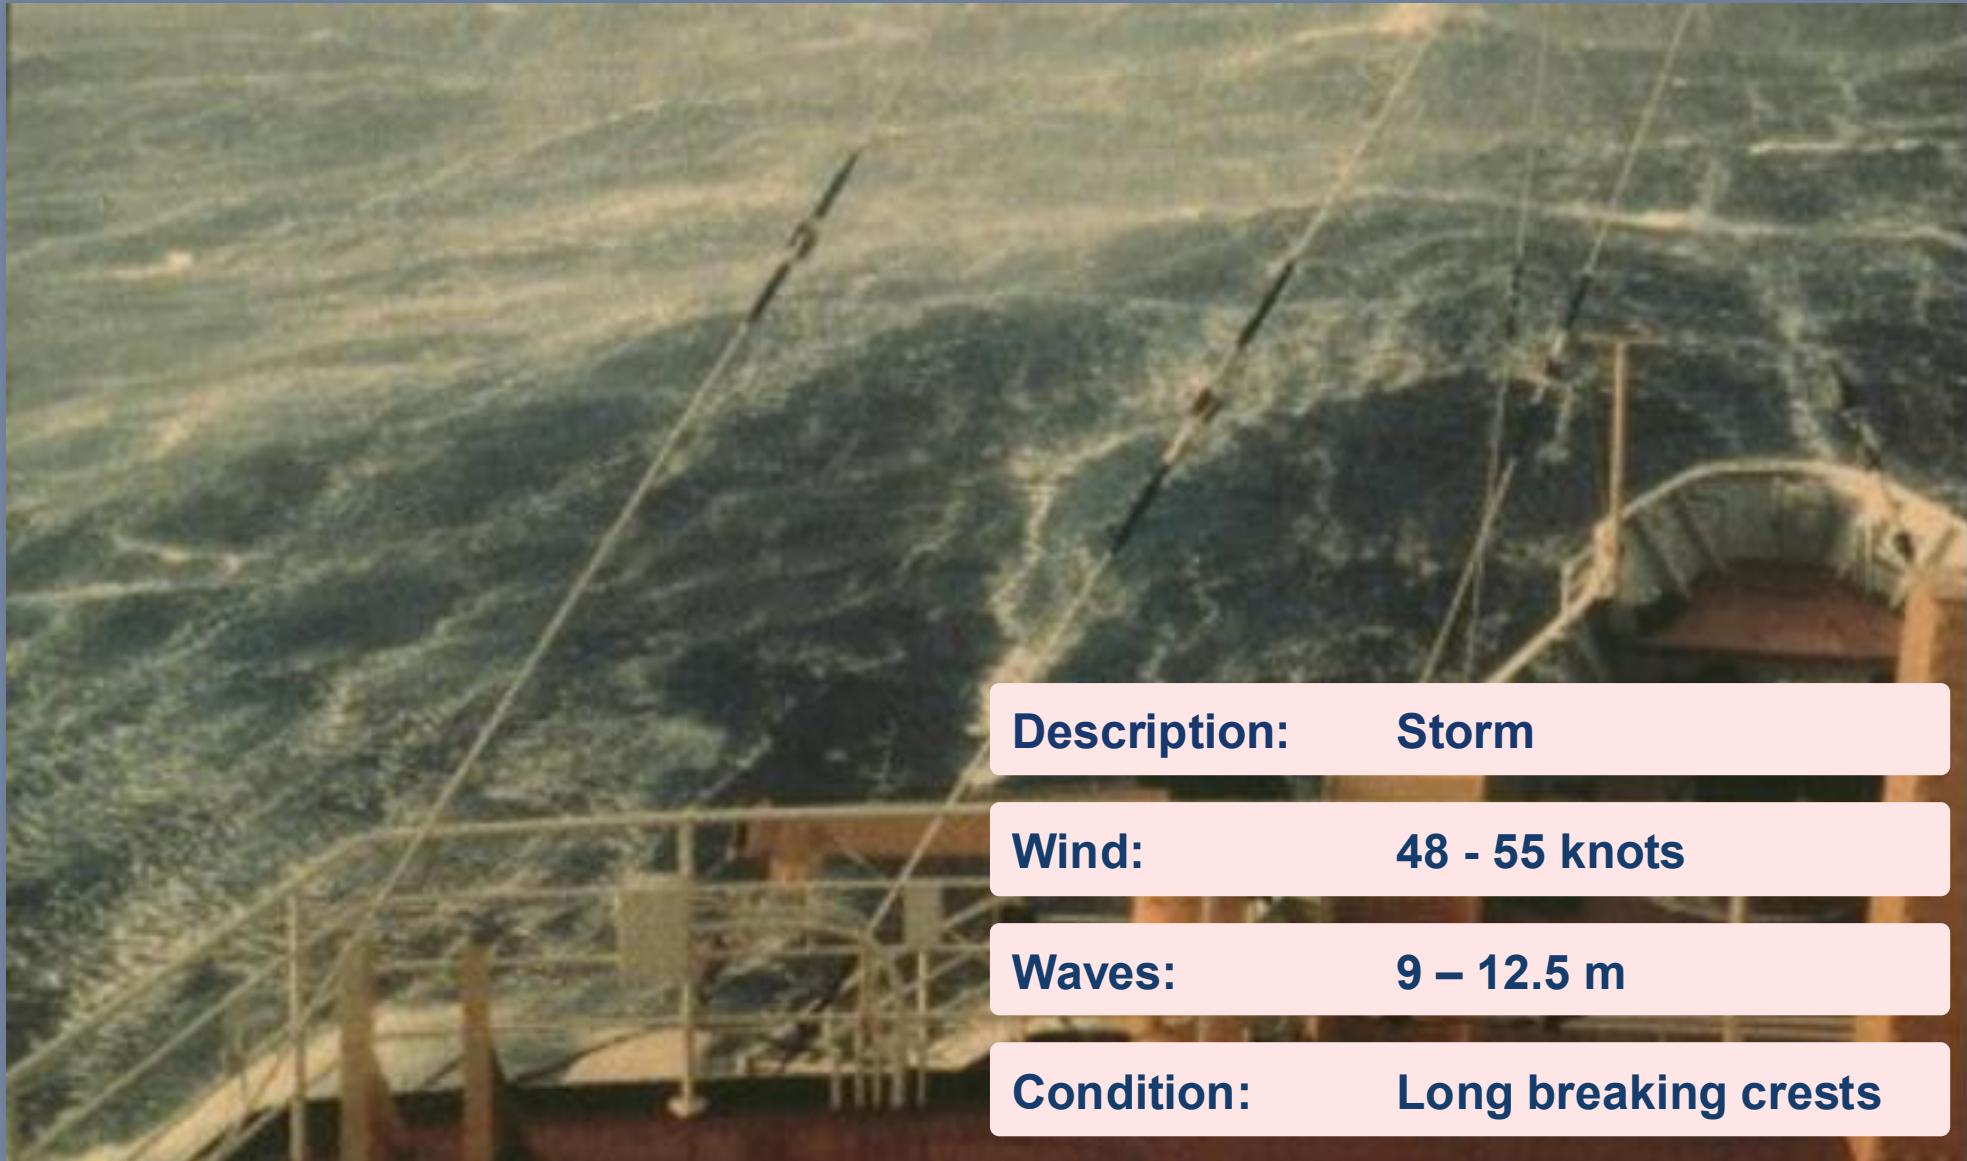 Description: Storm
Wind: 48 - 55 knots
Waves: 9 – 12.5 m
Condition: Long breaking crests